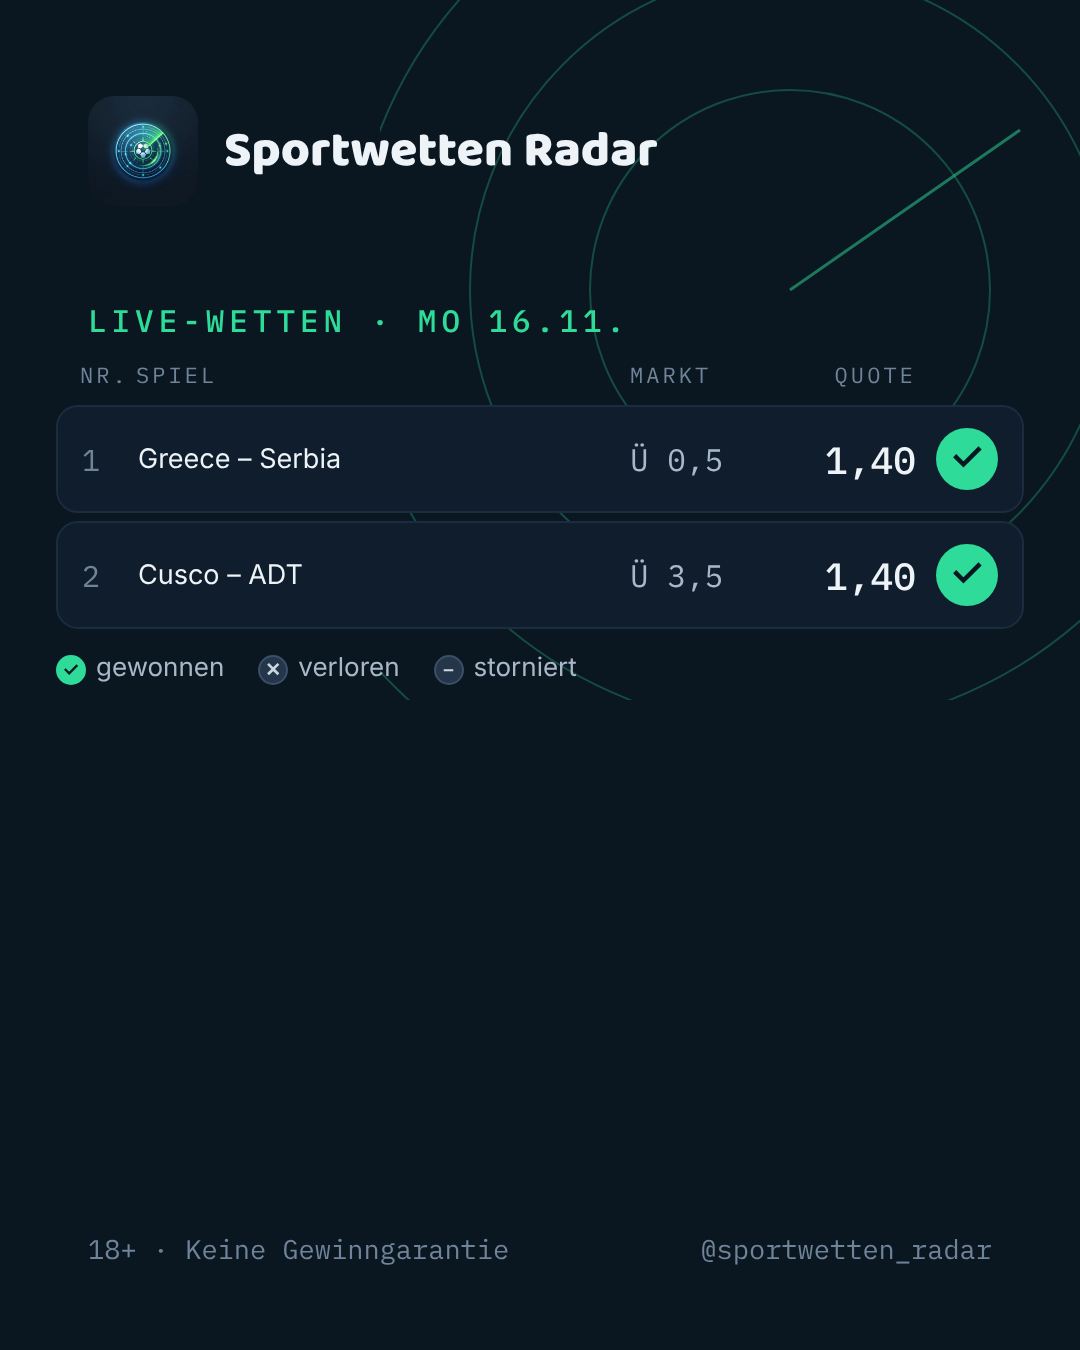 Sportwetten Radar
LIVE-WETTEN · MO 16.11.
NR. SPIEL MARKT QUOTE
1 Greece – Serbia Ü 0,5 1,40
2 Cusco – ADT Ü 3,5 1,40
gewonnen verloren storniert
18+ · Keine Gewinngarantie @sportwetten_radar